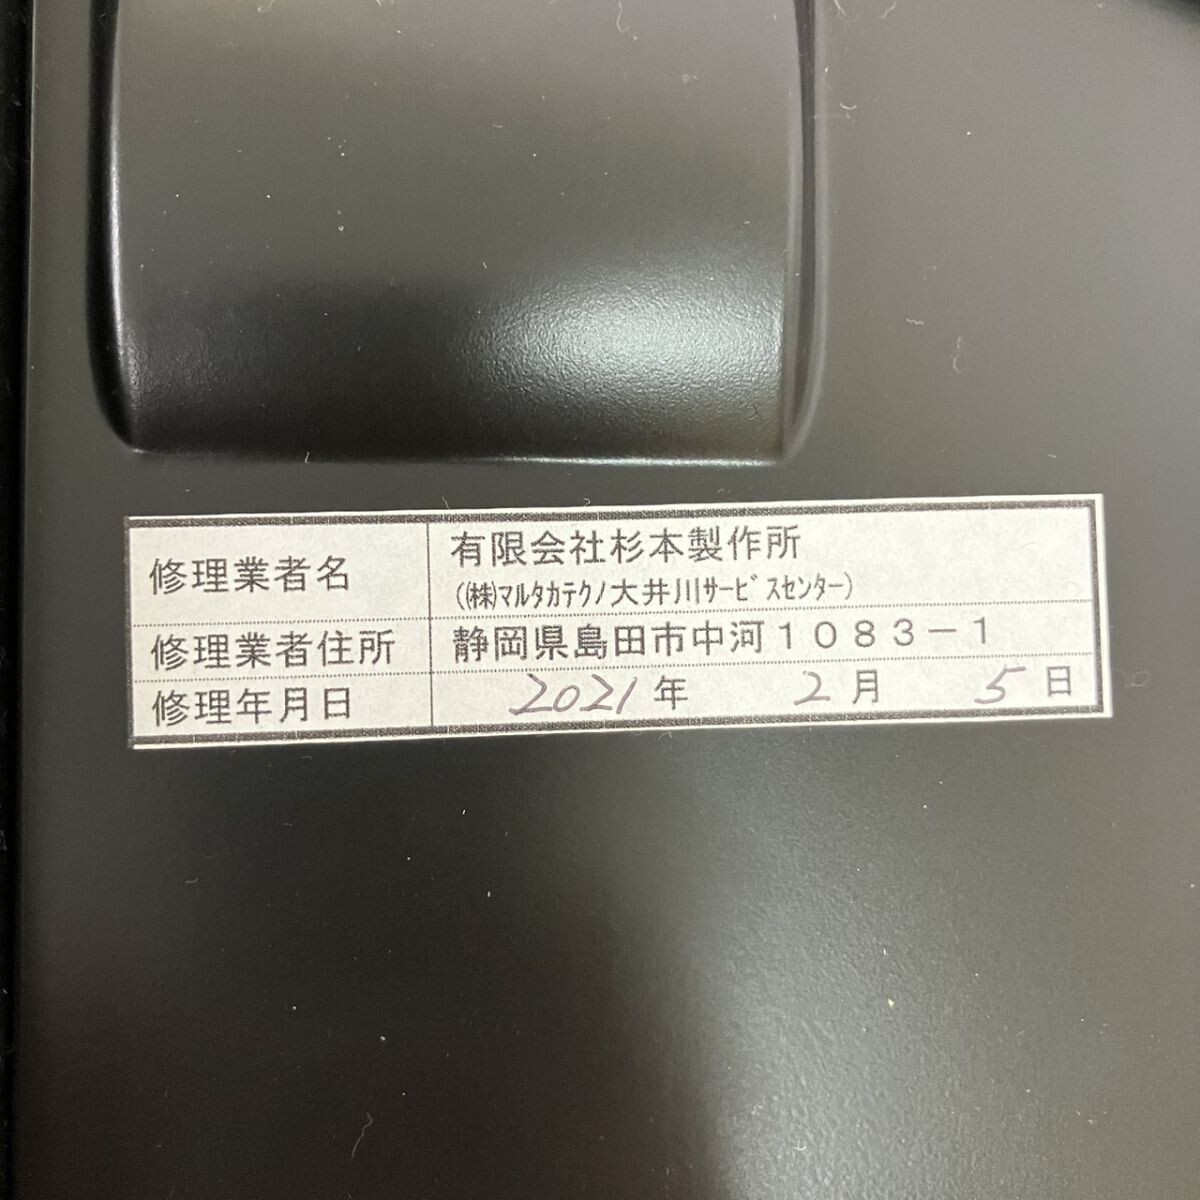 修理業者名 有限会社杉本製作所
((株)ﾏﾙﾀｶﾃｸﾉ大井川ｻｰﾋﾞｽｾﾝﾀｰ)
修理業者住所 静岡県島田市中河１０８３－１
修理年月日 2021年 2月 5日